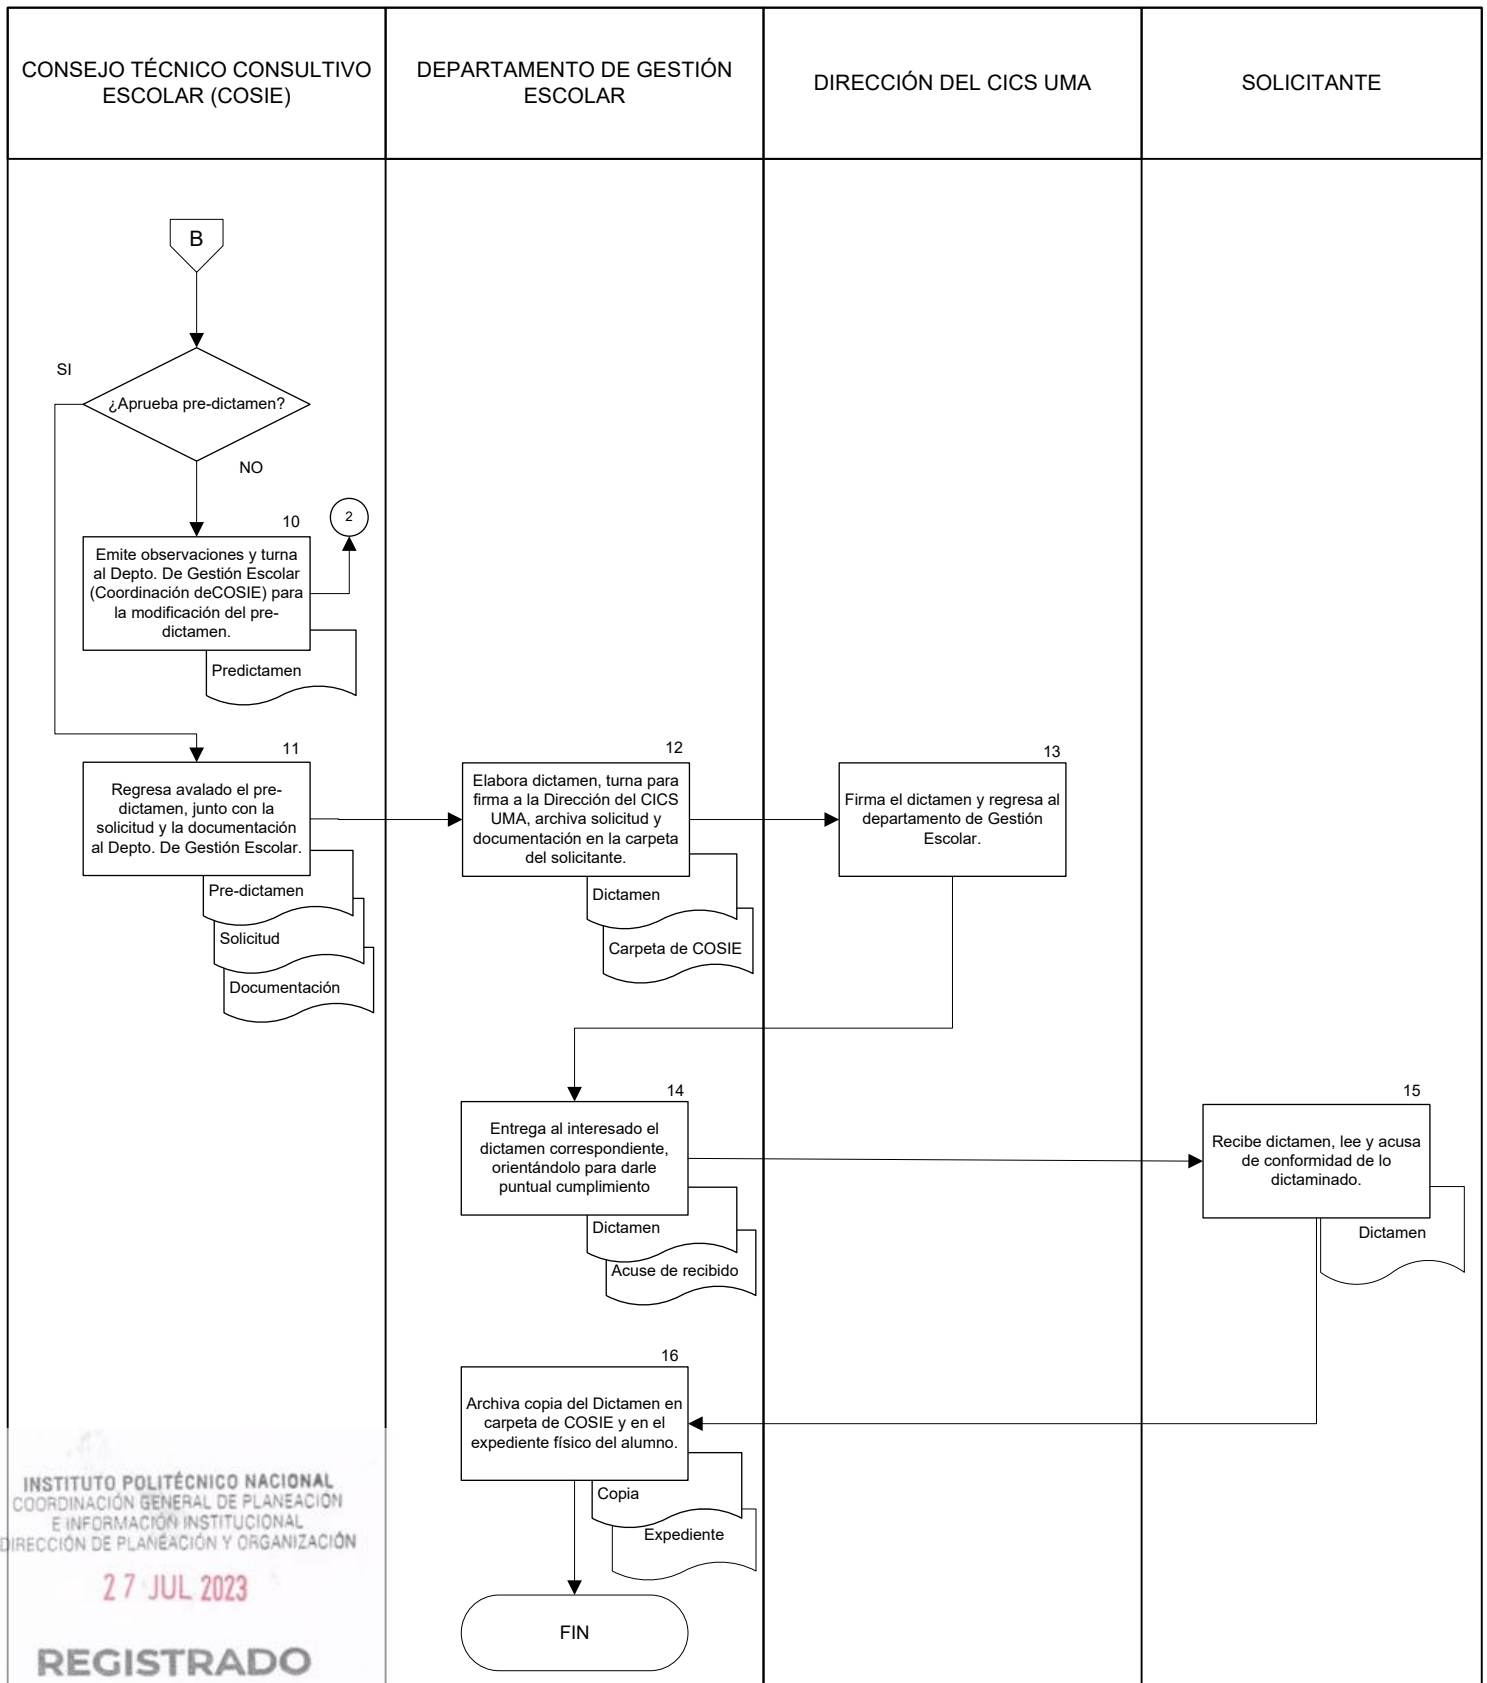 CONSEJO TÉCNICO CONSULTIVO
ESCOLAR (COSIE)
DEPARTAMENTO DE GESTIÓN
ESCOLAR
DIRECCIÓN DEL CICS UMA
SOLICITANTE
B
SI
¿Aprueba pre-dictamen?
NO
10
2
Emite observaciones y turna
al Depto. De Gestión Escolar
(Coordinación deCOSIE) para
la modificación del pre-
dictamen.
Predictamen
11
Regresa avalado el pre-
dictamen, junto con la
solicitud y la documentación
al Depto. De Gestión Escolar.
Pre-dictamen
Solicitud
Documentación
12
Elabora dictamen, turna para
firma a la Dirección del CICS
UMA, archiva solicitud y
documentación en la carpeta
del solicitante.
Dictamen
Carpeta de COSIE
13
Firma el dictamen y regresa al
departamento de Gestión
Escolar.
14
Entrega al interesado el
dictamen correspondiente,
orientándolo para darle
puntual cumplimiento
Dictamen
Acuse de recibido
15
Recibe dictamen, lee y acusa
de conformidad de lo
dictaminado.
Dictamen
16
Archiva copia del Dictamen en
carpeta de COSIE y en el
expediente físico del alumno.
Copia
Expediente
FIN
INSTITUTO POLITÉCNICO NACIONAL
COORDINACIÓN GENERAL DE PLANEACIÓN
E INFORMACIÓN INSTITUCIONAL
DIRECCIÓN DE PLANEACIÓN Y ORGANIZACIÓN
27 JUL 2023
REGISTRADO